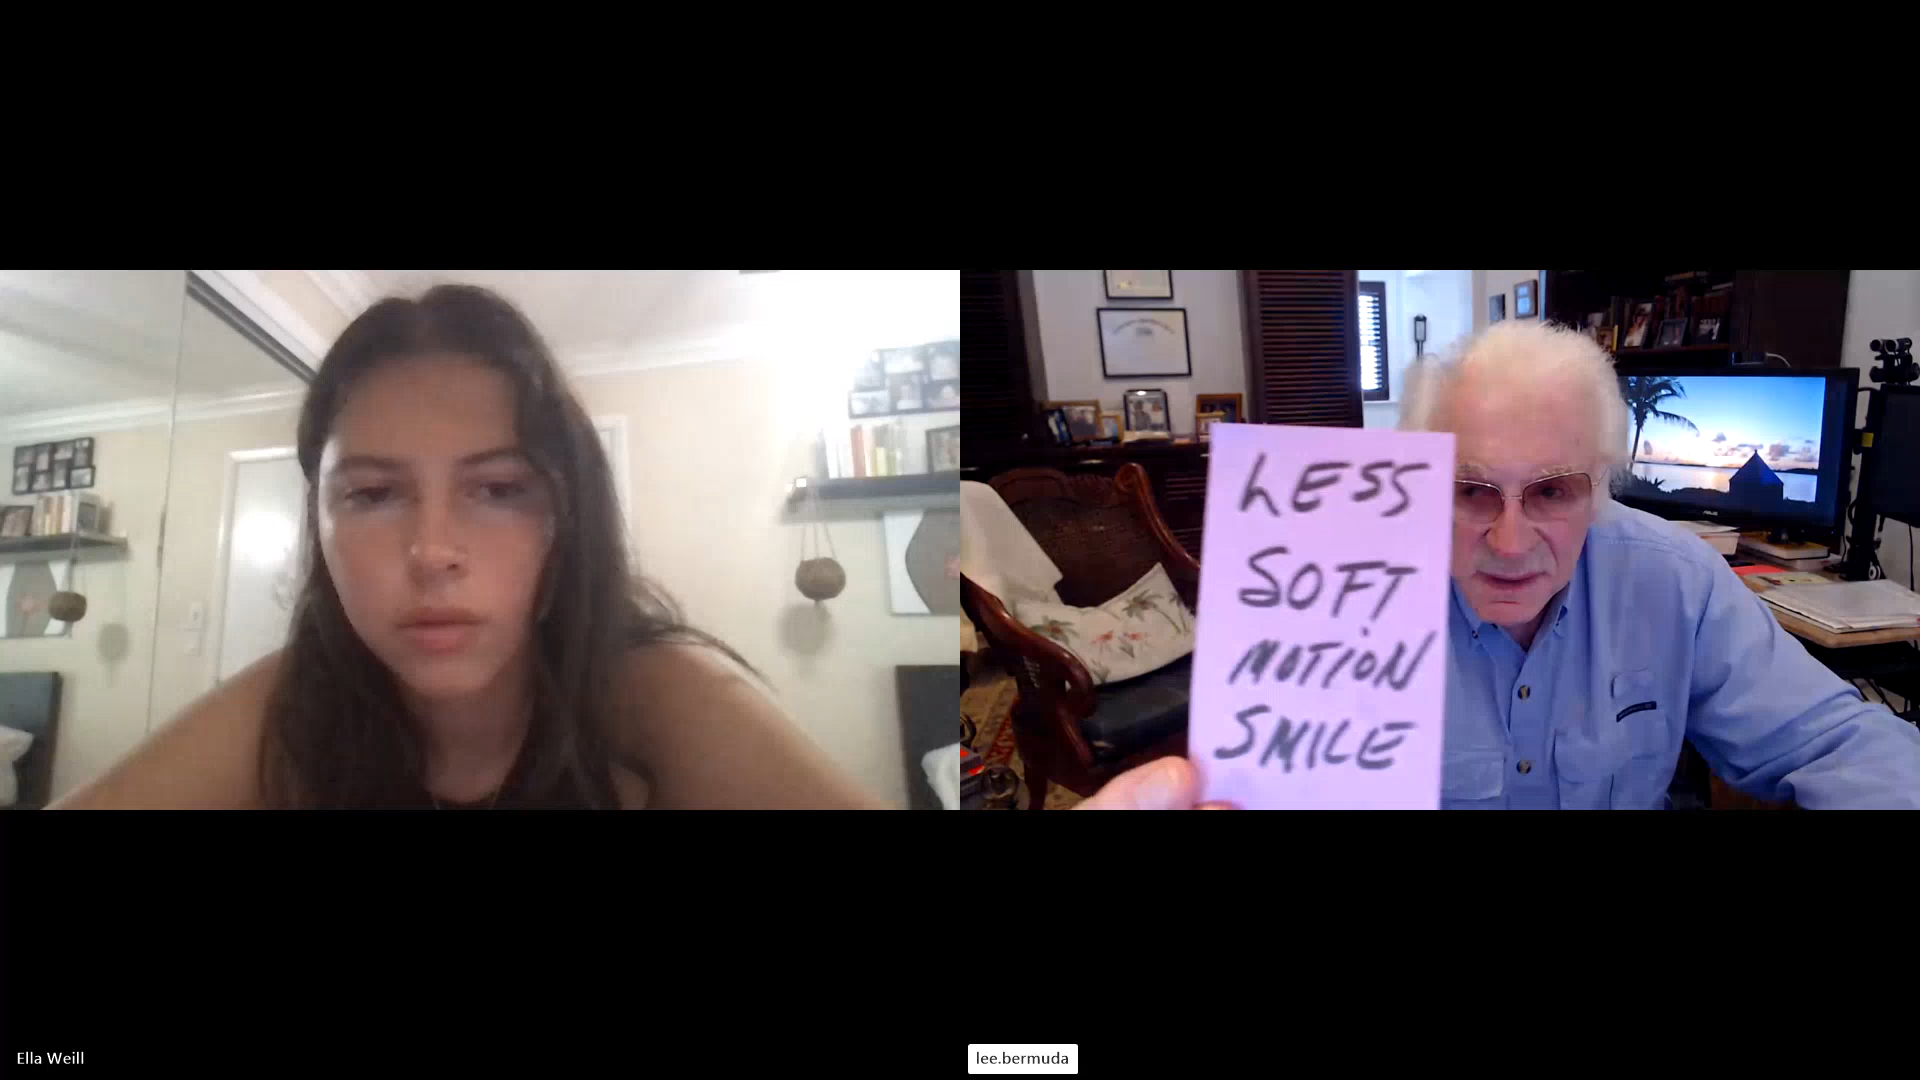 LESS
SOFT
MOTION
SMILE
Ella Weill
lee.bermuda